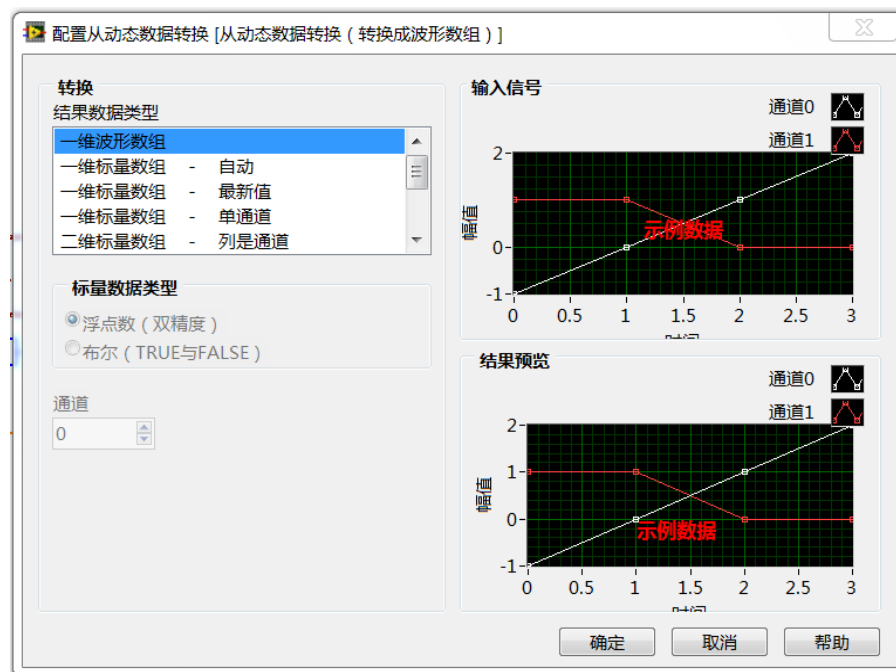 配置从动态数据转换 [从动态数据转换（转换成波形数组）]
转换
结果数据类型
一维波形数组
一维标量数组 - 自动
一维标量数组 - 最新值
一维标量数组 - 单通道
二维标量数组 - 列是通道
标量数据类型
浮点数（双精度）
布尔（TRUE与FALSE）
通道
0
输入信号
通道0
通道1
幅值
2
0
-1
示例数据
0 0.5 1 1.5 2 2.5 3
时间
结果预览
通道0
通道1
幅值
2
1
0
-1
示例数据
0 0.5 1 1.5 2 2.5 3
时间
确定 取消 帮助